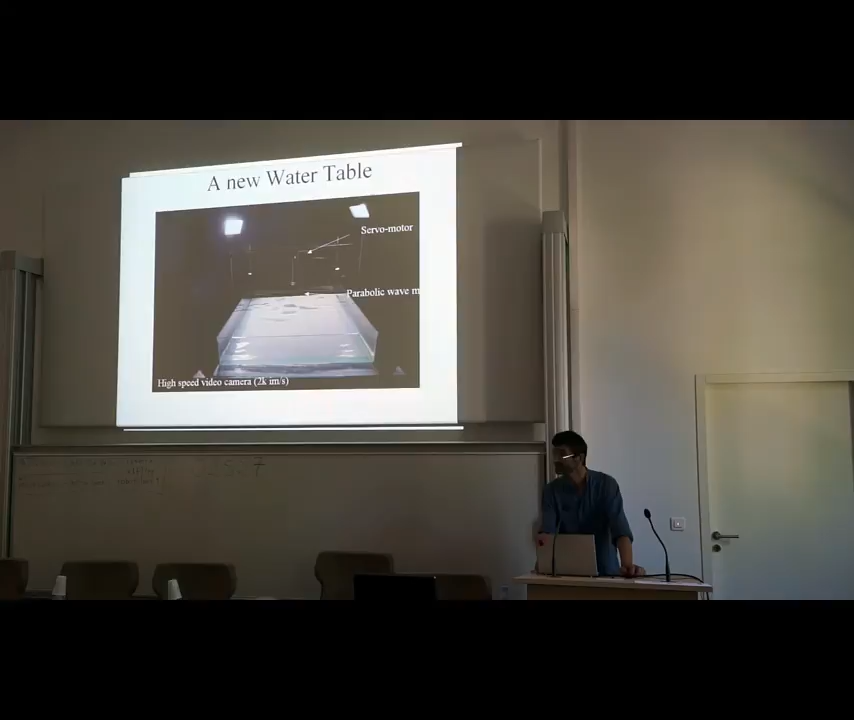 A new Water Table
Servo-motor
Parabolic wave m
High speed video camera (2k im/s)